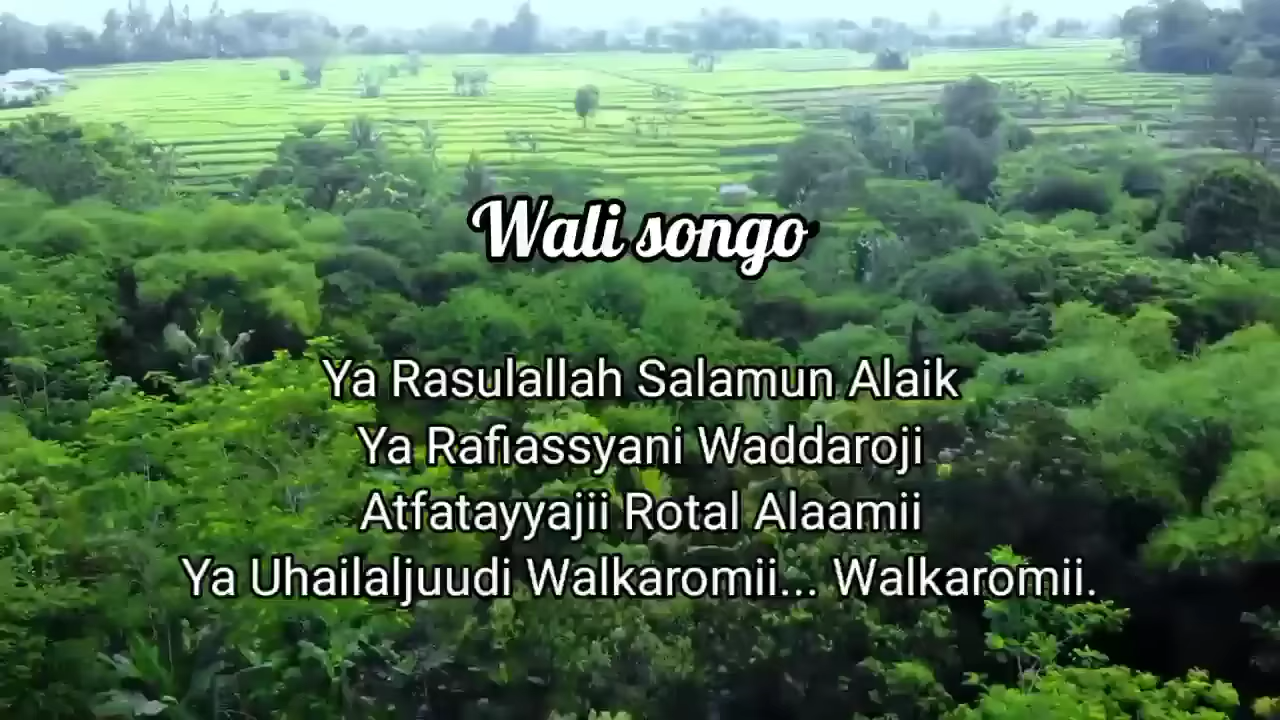 Wali songo
Ya Rasulallah Salamun Alaik
Ya Rafiassyani Waddaroji
Atfatayyajii Rotal Alaamii
Ya Uhailaljuudi Walkaromii... Walkaromii.